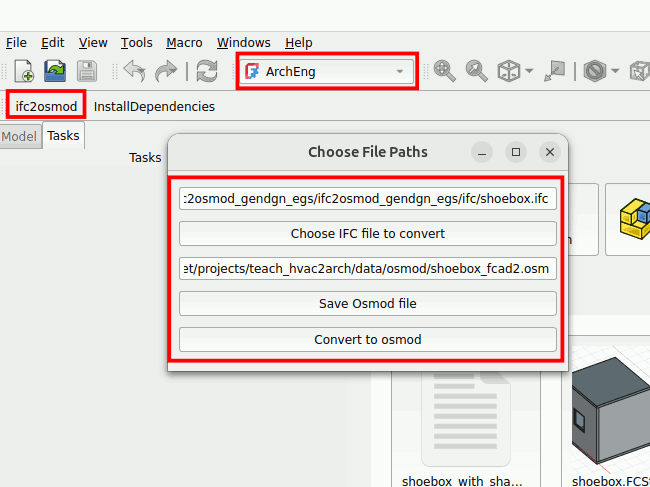 File Edit View Tools Macro Windows Help
ArchEng
ifc2osmod InstallDependencies
Model Tasks
Tasks
Choose File Paths
:2osmod_gendgn_egs/ifc2osmod_gendgn_egs/ifc/shoebox.ifc
Choose IFC file to convert
et/projects/teach_hvac2arch/data/osmod/shoebox_fcad2.osm
Save Osmod file
Convert to osmod
shoebox_with_sha... shoebox.FCSt